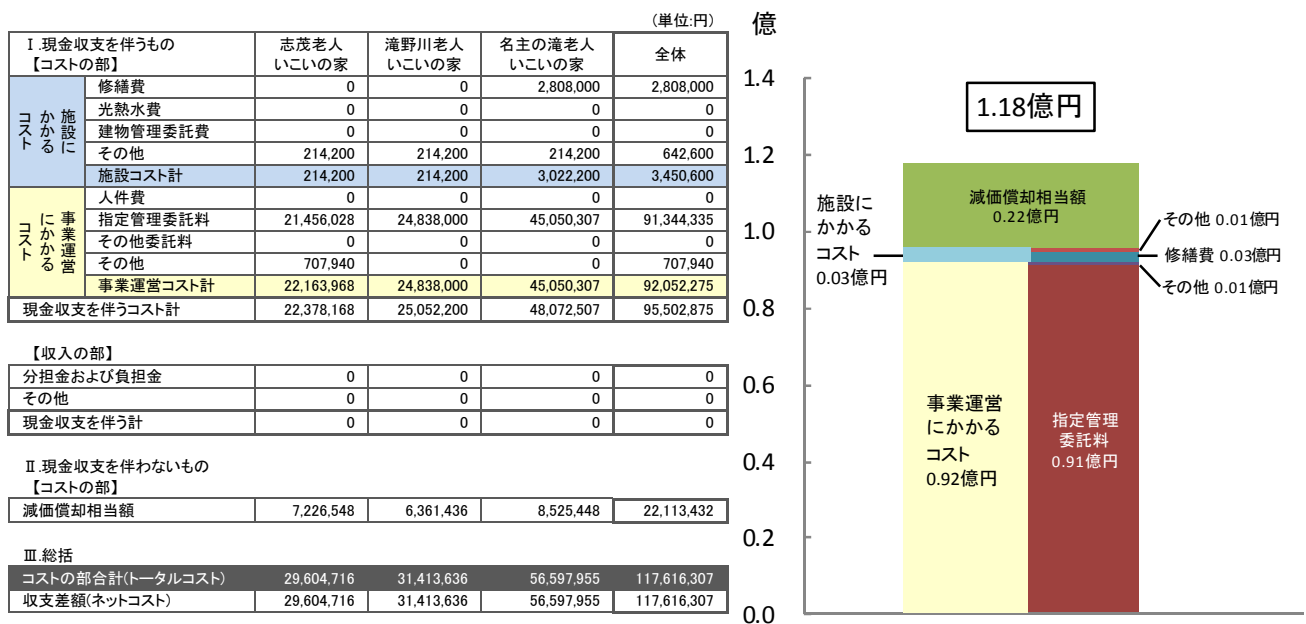 (単位:円)
Ⅰ.現金収支を伴うもの
【コストの部】
志茂老人
いこいの家
滝野川老人
いこいの家
名主の滝老人
いこいの家
全体
施設に
かかる
コスト
修繕費 0 0 2,808,000 2,808,000
光熱水費 0 0 0 0
建物管理委託費 0 0 0 0
その他 214,200 214,200 214,200 642,600
施設コスト計 214,200 214,200 3,022,200 3,450,600
事業運営
にかかる
コスト
人件費 0 0 0 0
指定管理委託料 21,456,028 24,838,000 45,050,307 91,344,335
その他委託料 0 0 0 0
その他 707,940 0 0 707,940
事業運営コスト計 22,163,968 24,838,000 45,050,307 92,052,275
現金収支を伴うコスト計 22,378,168 25,052,200 48,072,507 95,502,875
【収入の部】
分担金および負担金 0 0 0 0
その他 0 0 0 0
現金収支を伴う計 0 0 0 0
Ⅱ.現金収支を伴わないもの
【コストの部】
減価償却相当額 7,226,548 6,361,436 8,525,448 22,113,432
Ⅲ.総括
コストの部合計(トータルコスト) 29,604,716 31,413,636 56,597,955 117,616,307
収支差額(ネットコスト) 29,604,716 31,413,636 56,597,955 117,616,307
億
1.4
1.2
1.0
0.8
0.6
0.4
0.2
0.0
1.18億円
減価償却相当額
0.22億円
施設に
かかる
コスト
0.03億円
その他 0.01億円
修繕費 0.03億円
その他 0.01億円
事業運営
にかかる
コスト
0.92億円
指定管理
委託料
0.91億円